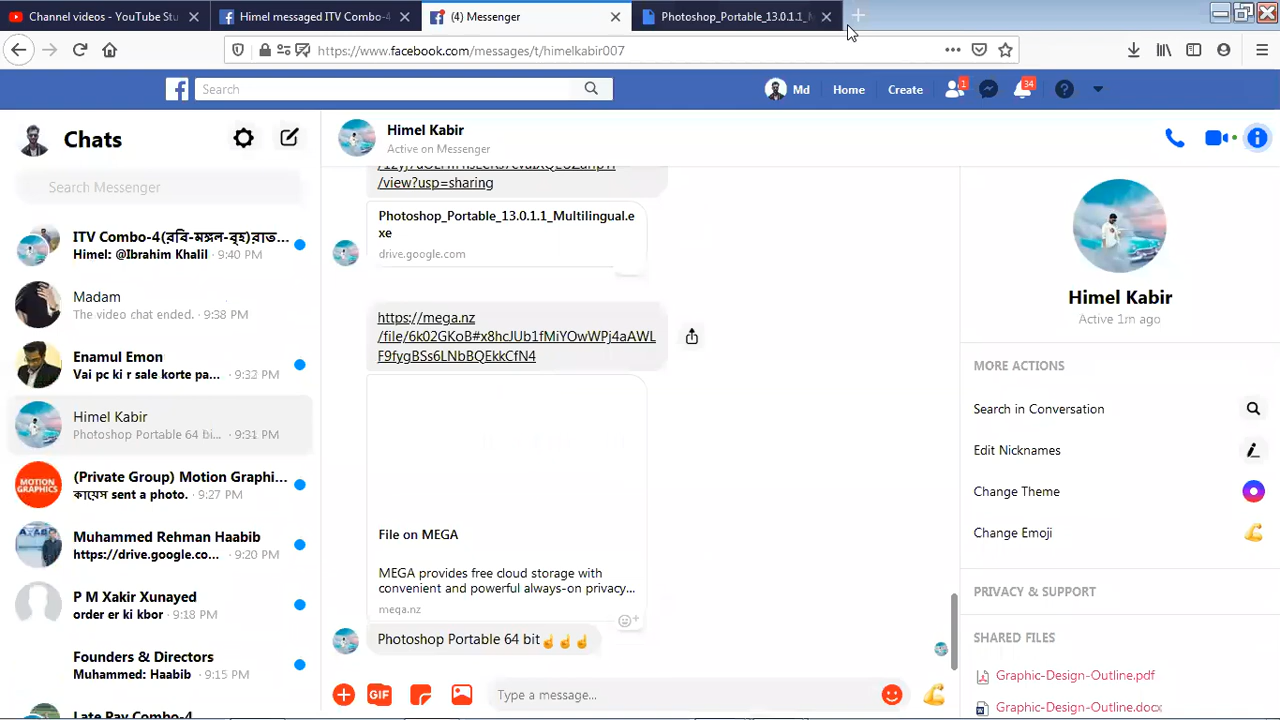 Channel videos - YouTube Stu
Himel messaged ITV Combo-4
(4) Messenger
Photoshop_Portable_13.0.1.1_M
https://www.facebook.com/messages/t/himelkabir007
Search
Md
Home
Create
1
34
Chats
Search Messenger
ITV Combo-4(রবি-মঙ্গল-বৃহ)রাত...
Himel: @Ibrahim Khalil · 9:40 PM
Madam
The video chat ended. · 9:38 PM
Enamul Emon
Vai pc ki r sale korte pa... · 9:32 PM
Himel Kabir
Photoshop Portable 64 bi... · 9:31 PM
MOTION
GRAPHICS
(Private Group) Motion Graphi...
কায়েস sent a photo. · 9:27 PM
Muhammed Rehman Haabib
https://drive.google.co... · 9:20 PM
P M Xakir Xunayed
order er ki kbor · 9:18 PM
Founders & Directors
Muhammed: Haabib · 9:15 PM
Late Pay Combo-4
Himel Kabir
Active on Messenger
/view?usp=sharing
Photoshop_Portable_13.0.1.1_Multilingual.e
xe
drive.google.com
https://mega.nz
/file/6k02GKoB#x8hcJUb1fMiYOwWPj4aAWL
F9fygBSs6LNbBQEkkCfN4
File on MEGA
MEGA provides free cloud storage with
convenient and powerful always-on privacy...
mega.nz
Photoshop Portable 64 bit☝☝☝
GIF
Type a message...
Himel Kabir
Active 1m ago
MORE ACTIONS
Search in Conversation
Edit Nicknames
Change Theme
Change Emoji
PRIVACY & SUPPORT
SHARED FILES
Graphic-Design-Outline.pdf
Graphic-Design-Outline.docx